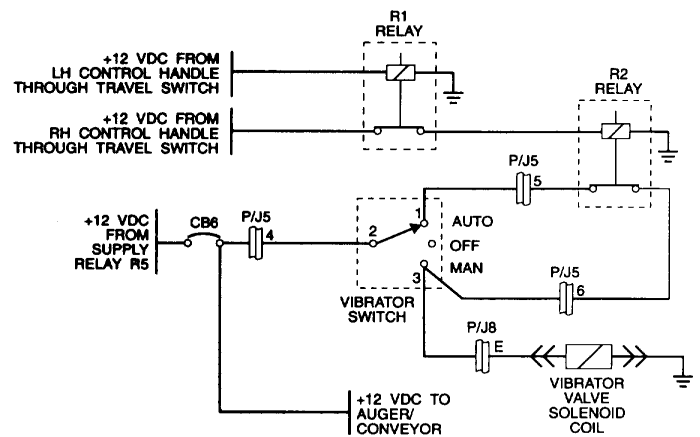 R1
RELAY
+12 VDC FROM
LH CONTROL HANDLE
THROUGH TRAVEL SWITCH
R2
RELAY
+12 VDC FROM
RH CONTROL HANDLE
THROUGH TRAVEL SWITCH
P/J5
5
+12 VDC
FROM
SUPPLY
RELAY R5
CB6
P/J5
4
2
1
AUTO
OFF
MAN
3
VIBRATOR
SWITCH
P/J5
6
P/J8
E
VIBRATOR
VALVE
SOLENOID
COIL
+12 VDC TO
AUGER/
CONVEYOR